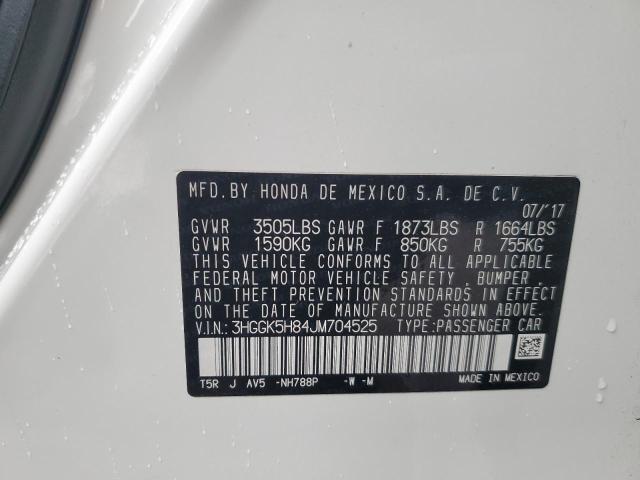 MFD. BY HONDA DE MEXICO S.A. DE C.V.
07/'17
GVWR 3505LBS GAWR F 1873LBS R 1664LBS
GVWR 1590KG GAWR F 850KG R 755KG
THIS VEHICLE CONFORMS TO ALL APPLICABLE
FEDERAL MOTOR VEHICLE SAFETY , BUMPER ,
AND THEFT PREVENTION STANDARDS IN EFFECT
ON THE DATE OF MANUFACTURE SHOWN ABOVE.
V.I.N.: 3HGGK5H84JM704525 TYPE:PASSENGER CAR
T5R J AV5 -NH788P -W -M MADE IN MEXICO